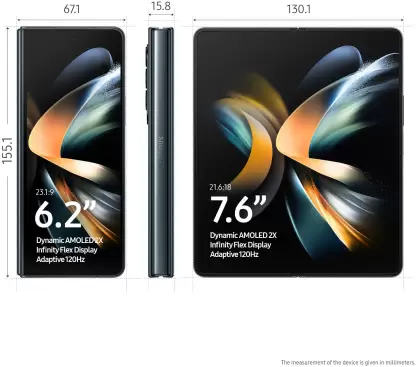 67.1
15.8
130.1
155.1
23.1:9
6.2”
Dynamic AMOLED 2X
Infinity Flex Display
Adaptive 120Hz
SAMSUNG
21.6:18
7.6”
Dynamic AMOLED 2X
Infinity Flex Display
Adaptive 120Hz
The measurement of the device is given in millimeters.